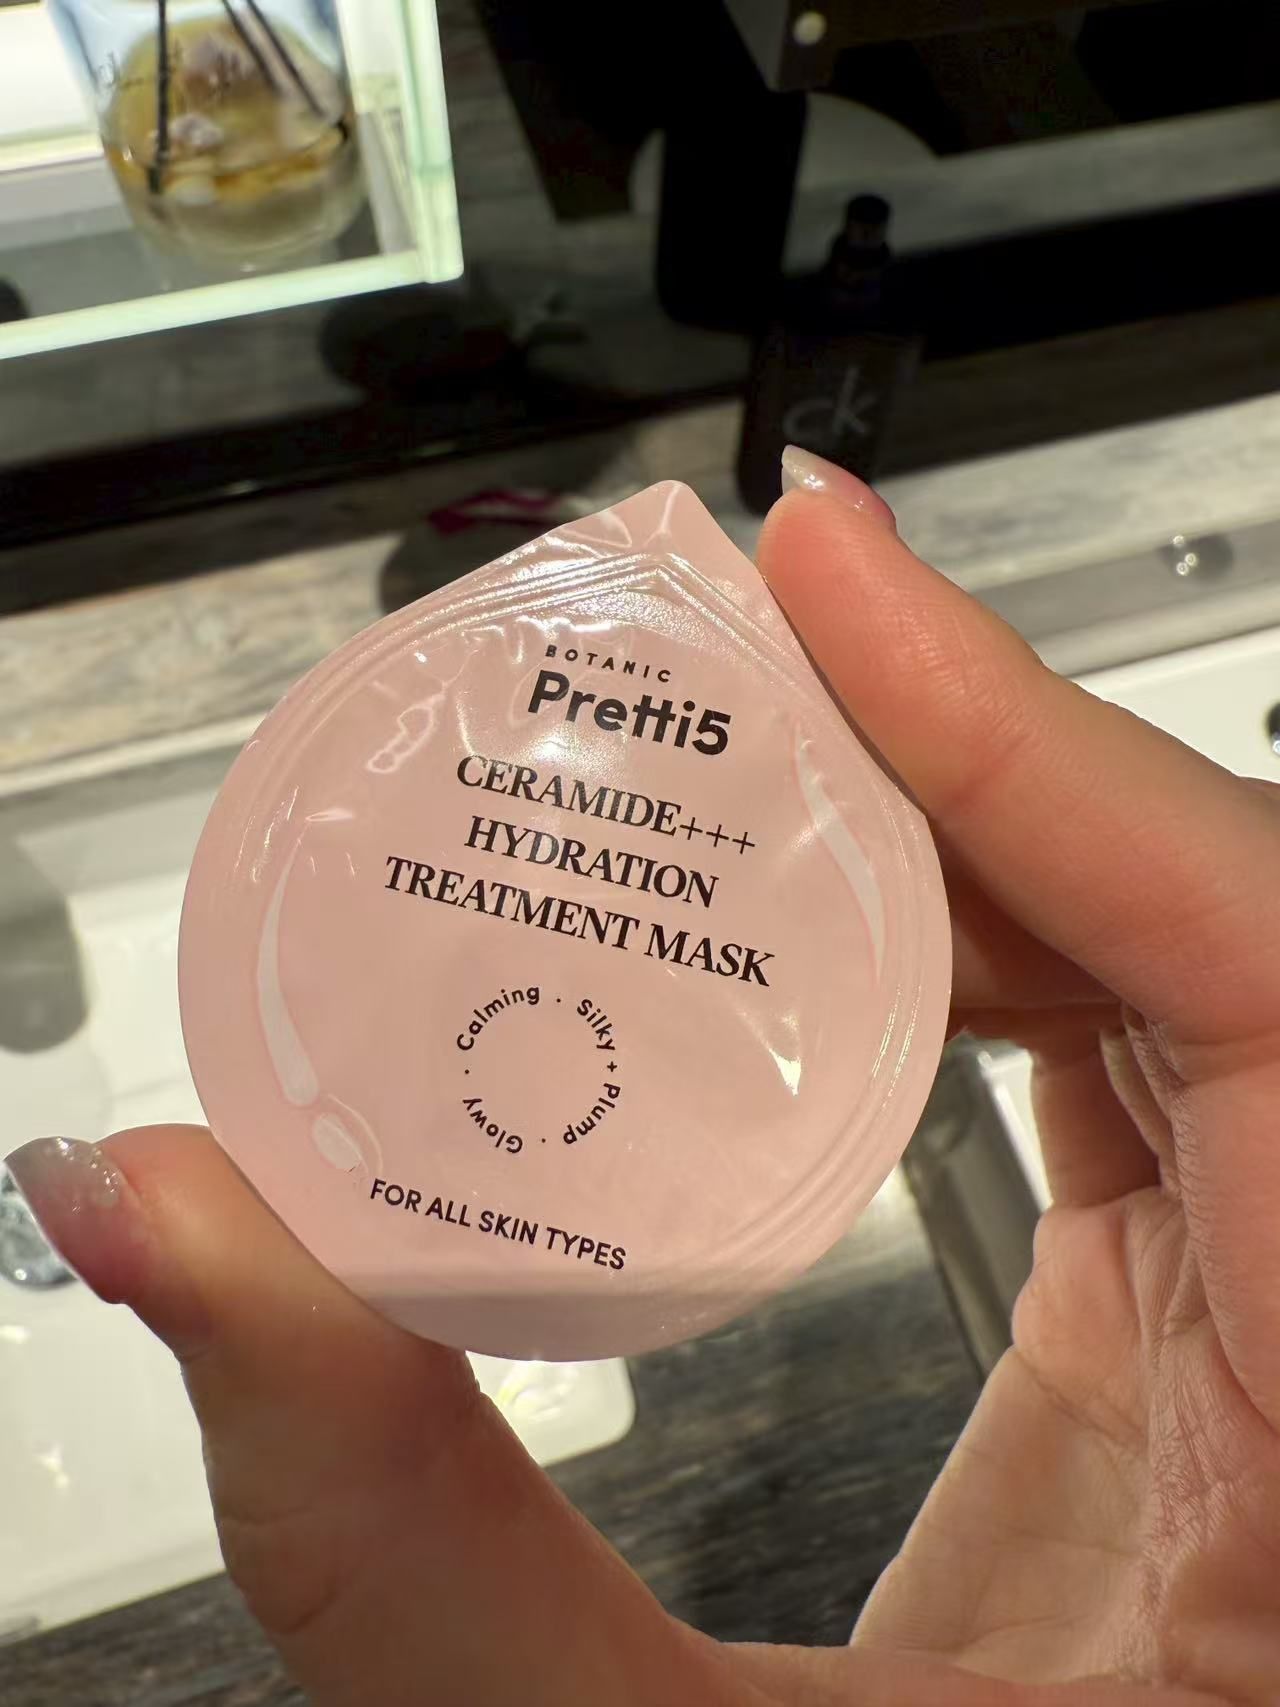 BOTANIC
Pretti5
CERAMIDE+++
HYDRATION
TREATMENT MASK
Calming · Silky + Plump · Glowy ·
FOR ALL SKIN TYPES
ck